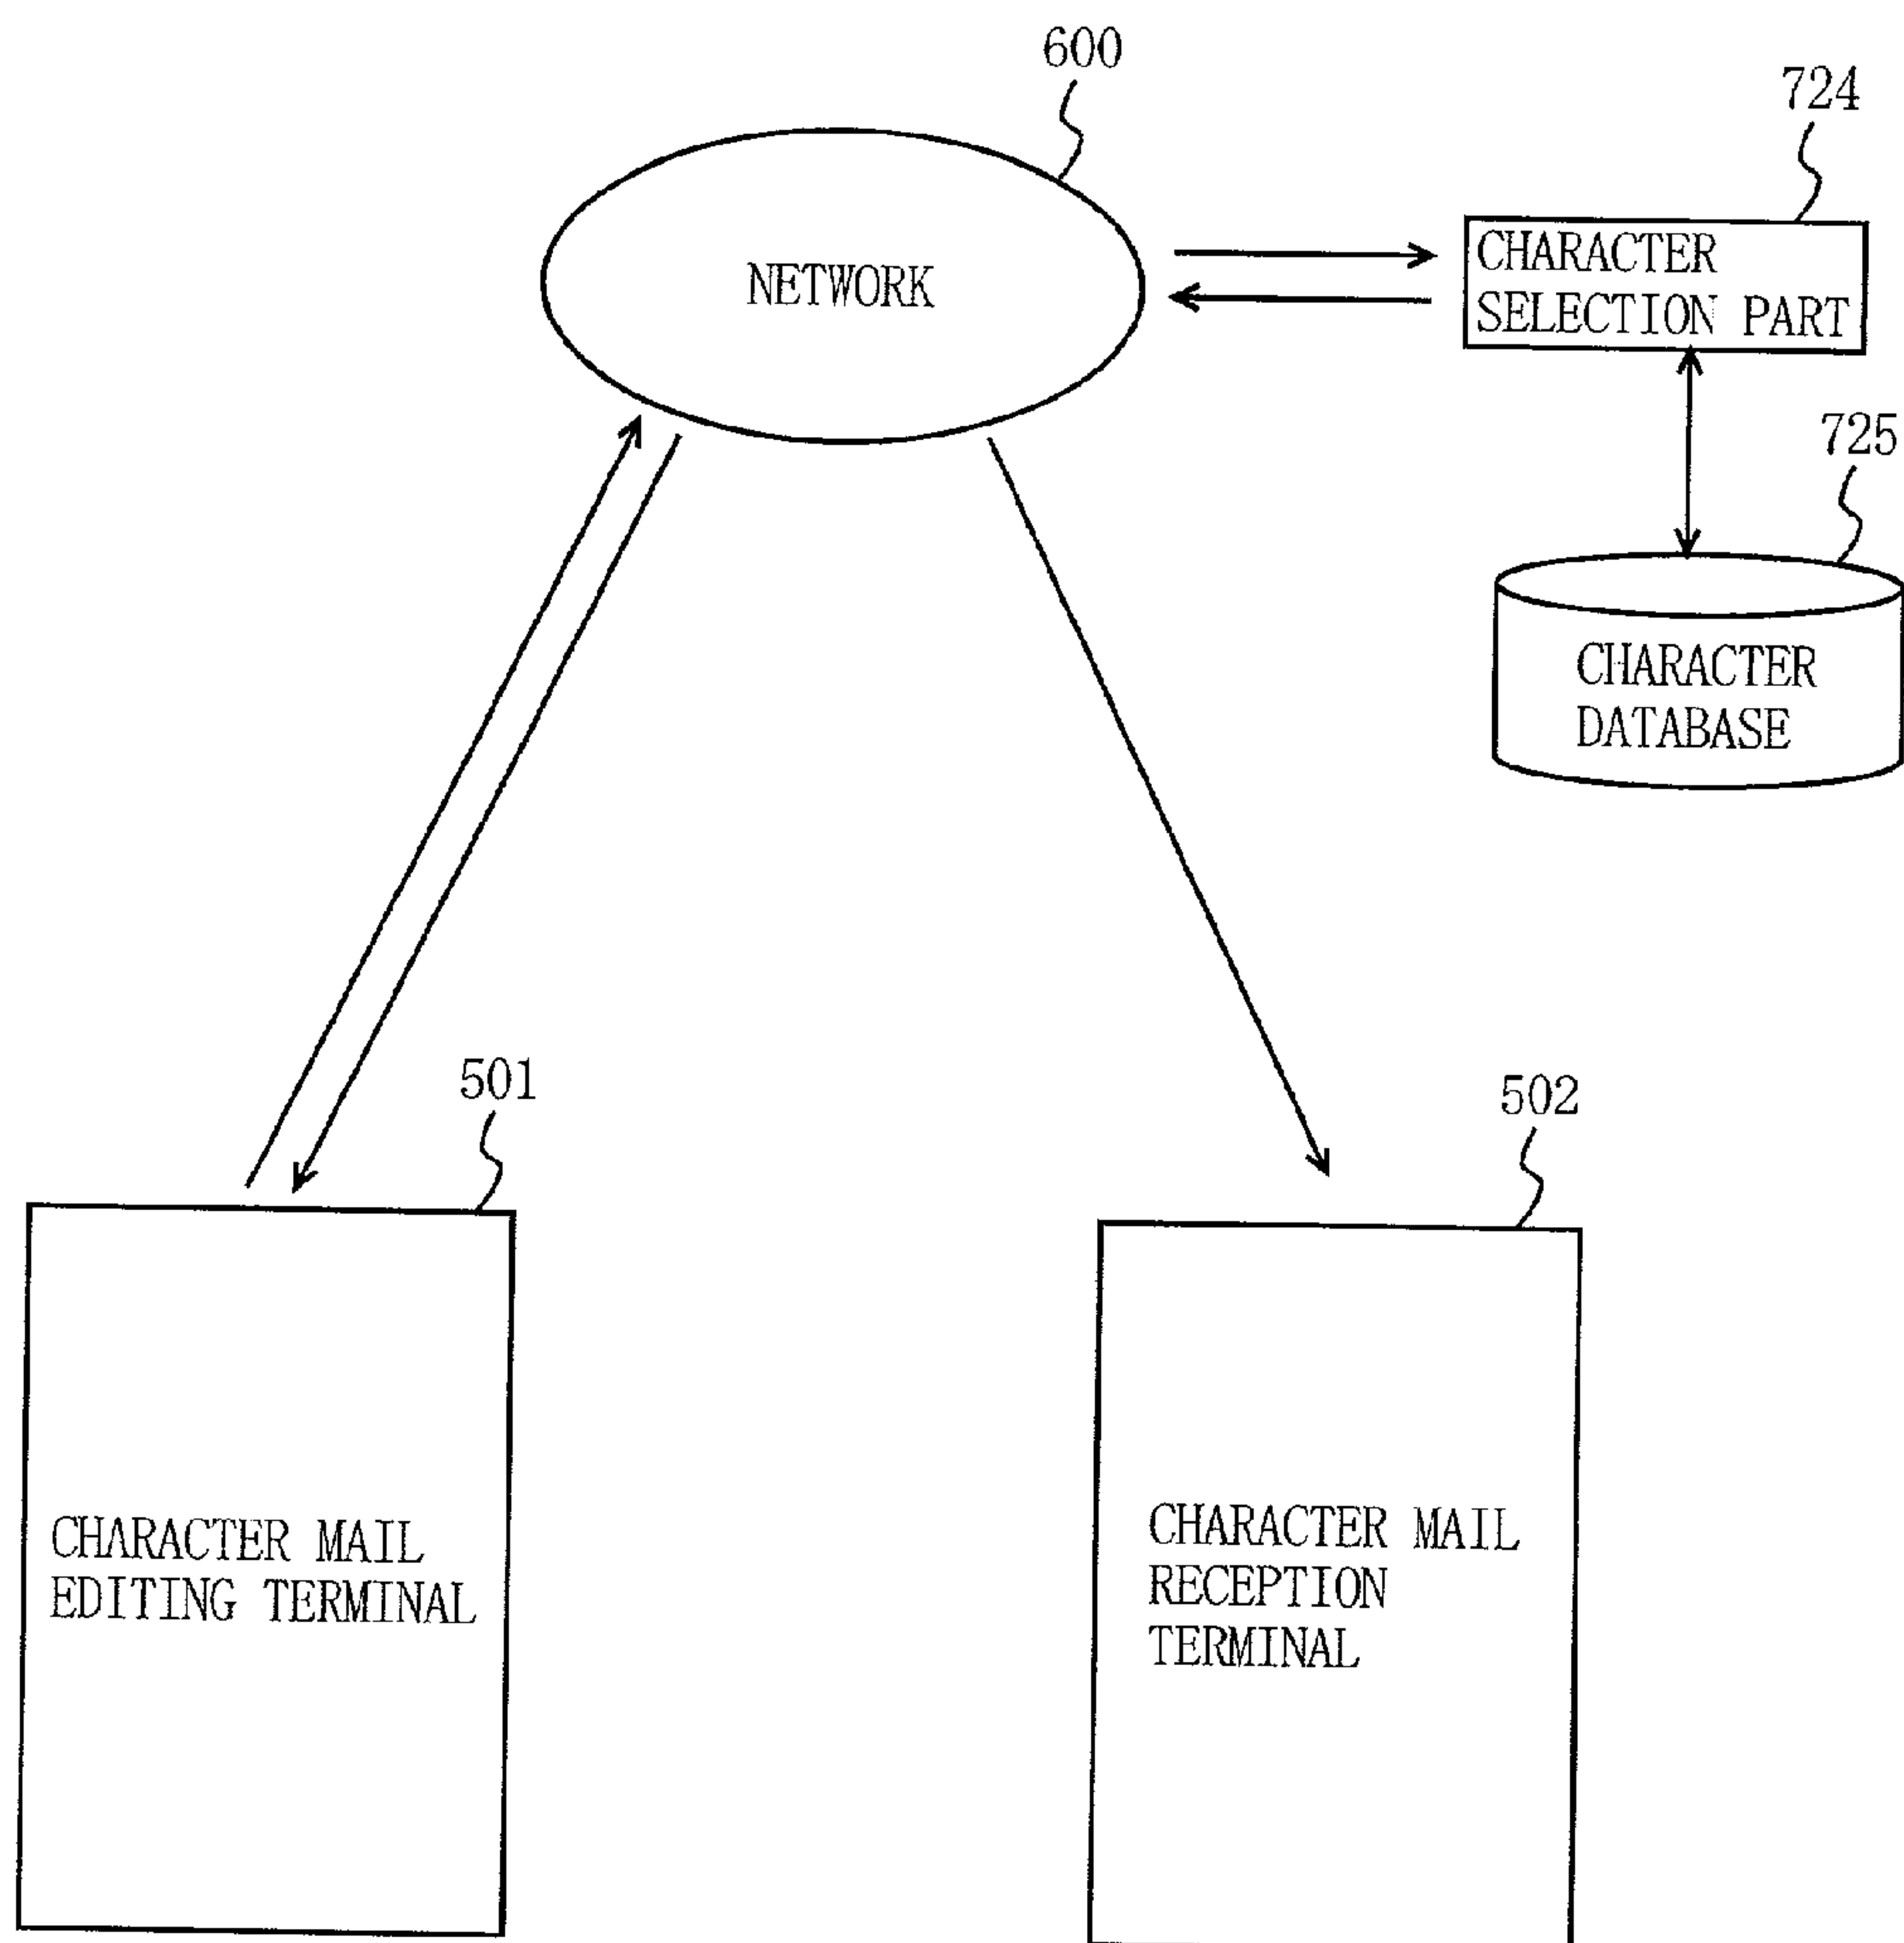 600
724
NETWORK
CHARACTER
SELECTION PART
725
CHARACTER
DATABASE
501
502
CHARACTER MAIL
EDITING TERMINAL
CHARACTER MAIL
RECEPTION
TERMINAL